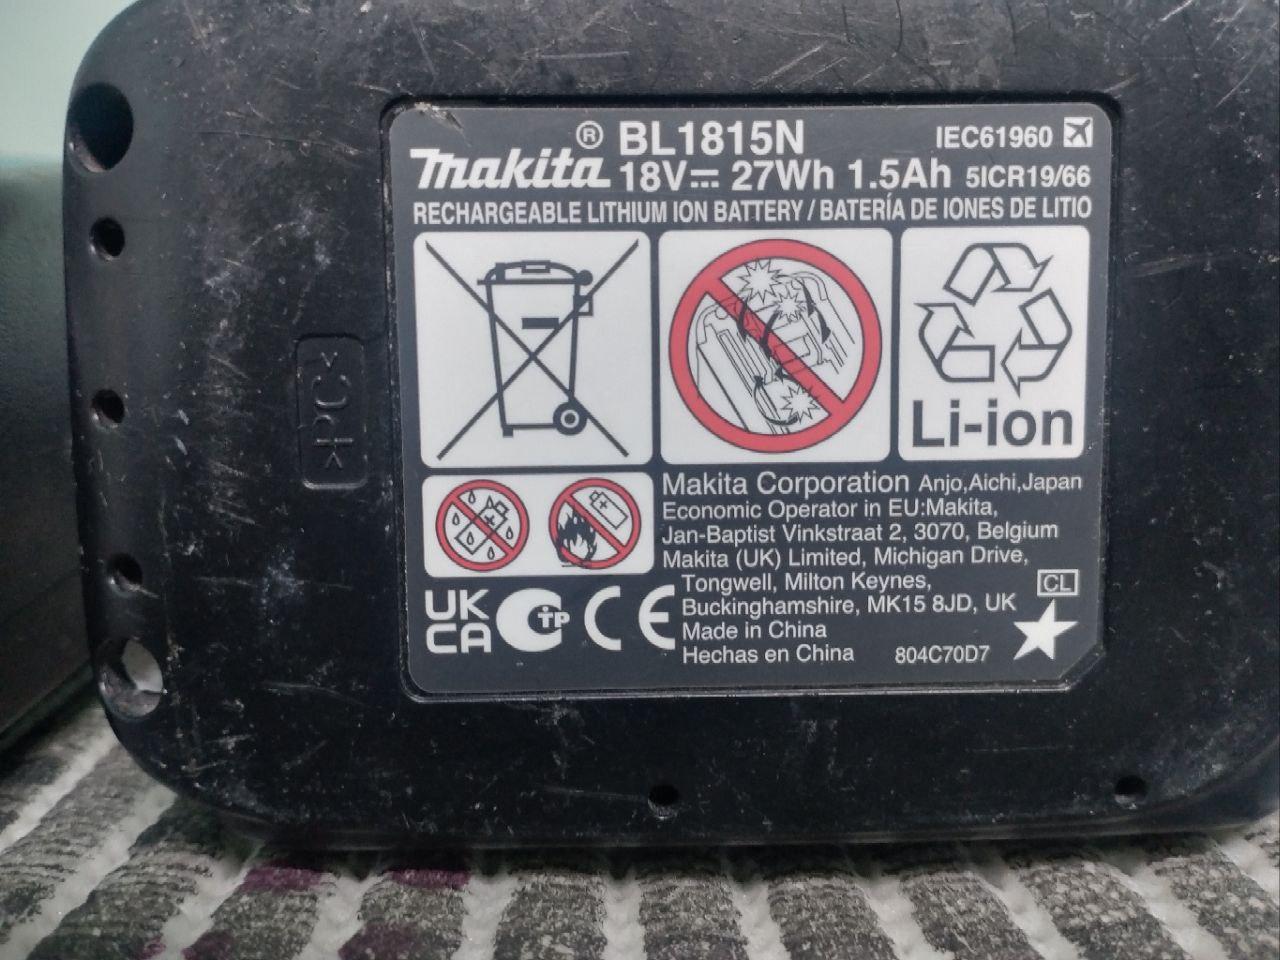 makita® BL1815N IEC61960
18V⎓ 27Wh 1.5Ah 5ICR19/66
RECHARGEABLE LITHIUM ION BATTERY / BATERÍA DE IONES DE LITIO
Li-ion
Makita Corporation Anjo,Aichi,Japan
Economic Operator in EU:Makita,
Jan-Baptist Vinkstraat 2, 3070, Belgium
Makita (UK) Limited, Michigan Drive,
Tongwell, Milton Keynes,
Buckinghamshire, MK15 8JD, UK
CL
UK
CA
CTP
CE
Made in China
Hechas en China 804C70D7